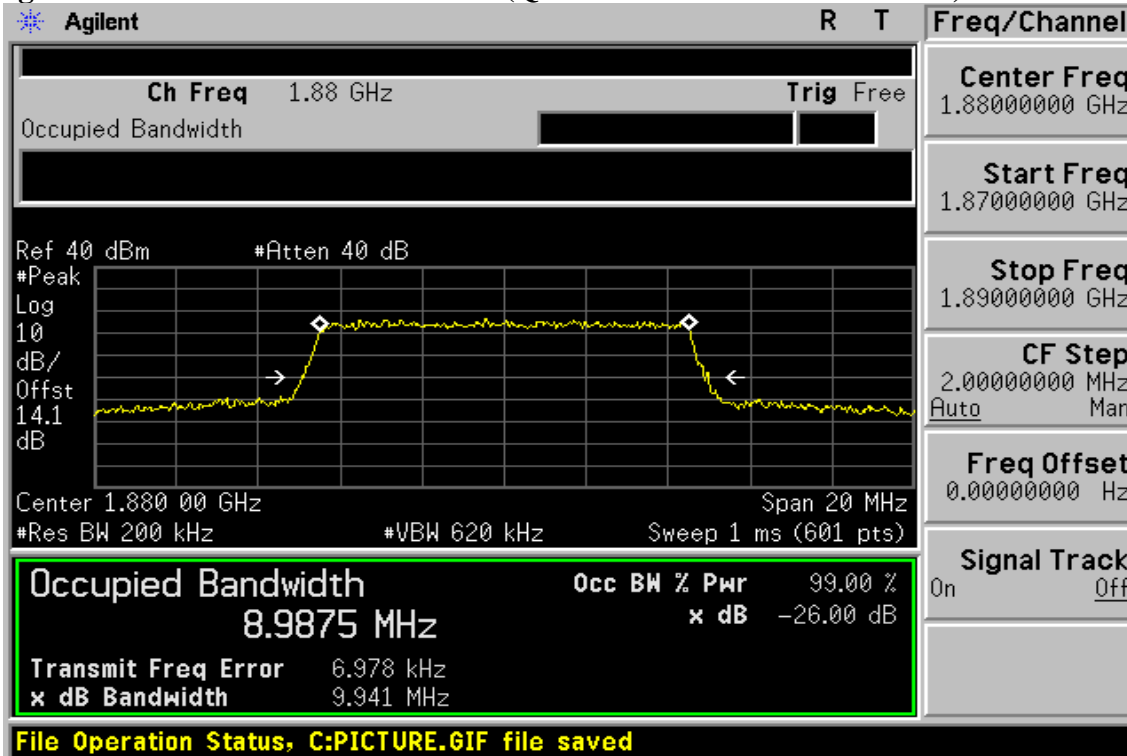 Agilent R T Freq/Channel
Ch Freq 1.88 GHz Trig Free
Occupied Bandwidth
Center Freq
1.88000000 GHz
Start Freq
1.87000000 GHz
Stop Freq
1.89000000 GHz
CF Step
2.00000000 MHz
Auto Man
Freq Offset
0.00000000 Hz
Signal Track
On Off
Ref 40 dBm #Atten 40 dB
#Peak
Log
10
dB/
Offst
14.1
dB
Center 1.880 00 GHz Span 20 MHz
#Res BW 200 kHz #VBW 620 kHz Sweep 1 ms (601 pts)
Occupied Bandwidth Occ BW % Pwr 99.00 %
8.9875 MHz x dB -26.00 dB
Transmit Freq Error 6.978 kHz
x dB Bandwidth 9.941 MHz
File Operation Status, C:PICTURE.GIF file saved